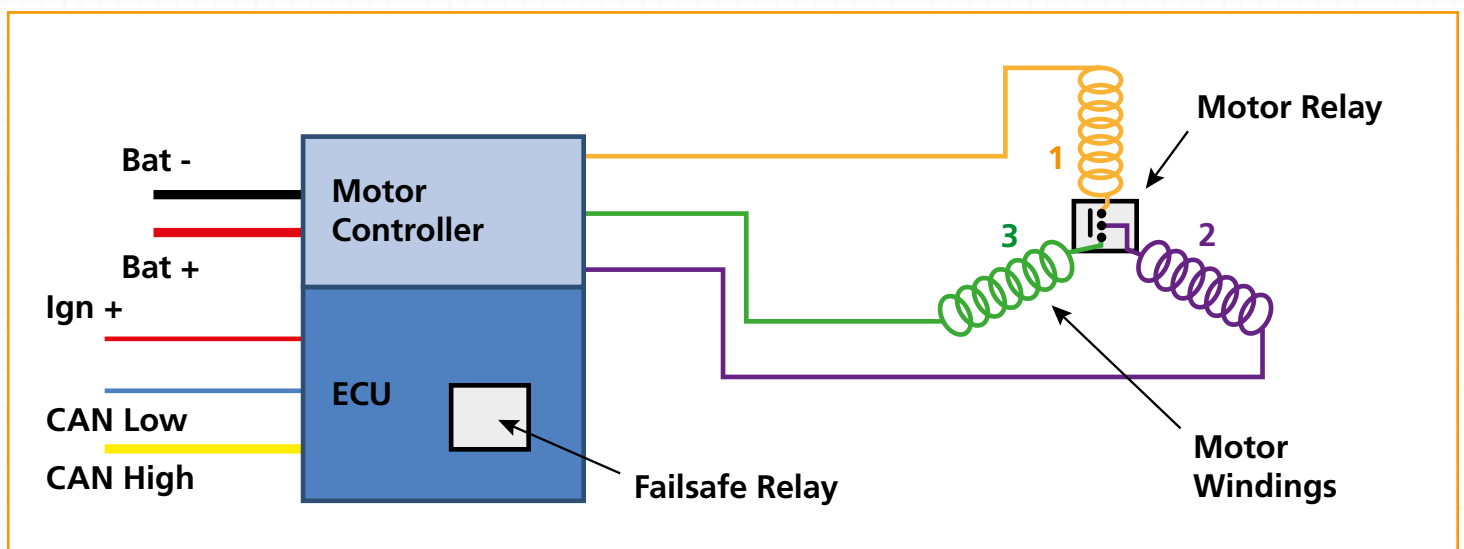 Bat -
Motor
Controller
Bat +
Ign +
ECU
CAN Low
CAN High
Failsafe Relay
1
Motor Relay
3
2
Motor
Windings